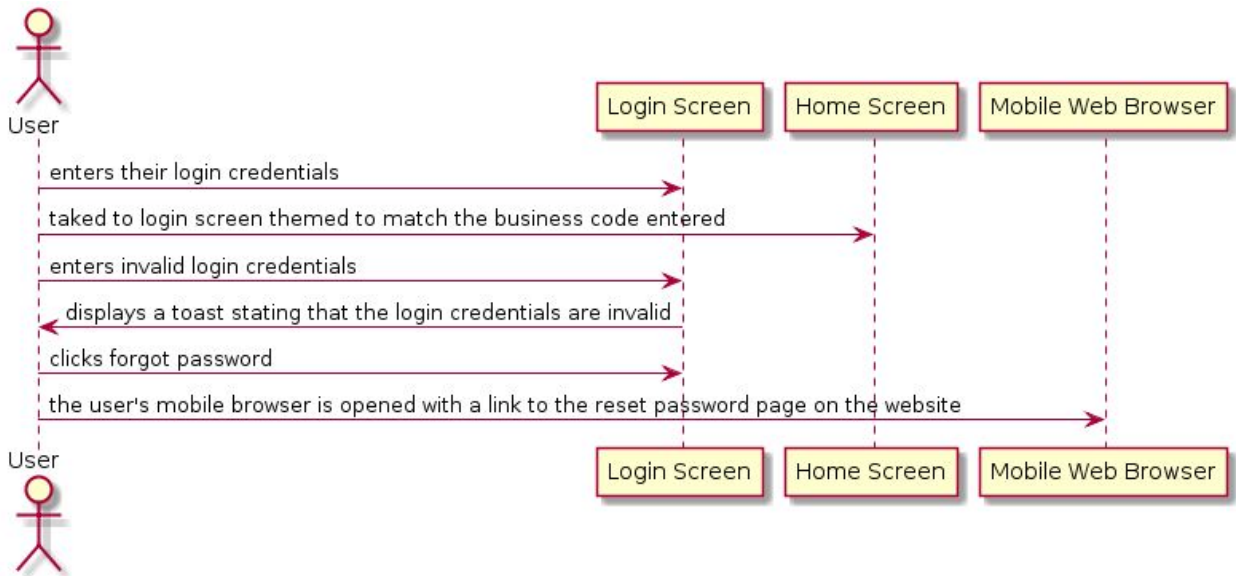 User
Login Screen
Home Screen
Mobile Web Browser
enters their login credentials
taked to login screen themed to match the business code entered
enters invalid login credentials
displays a toast stating that the login credentials are invalid
clicks forgot password
the user's mobile browser is opened with a link to the reset password page on the website
User
Login Screen
Home Screen
Mobile Web Browser